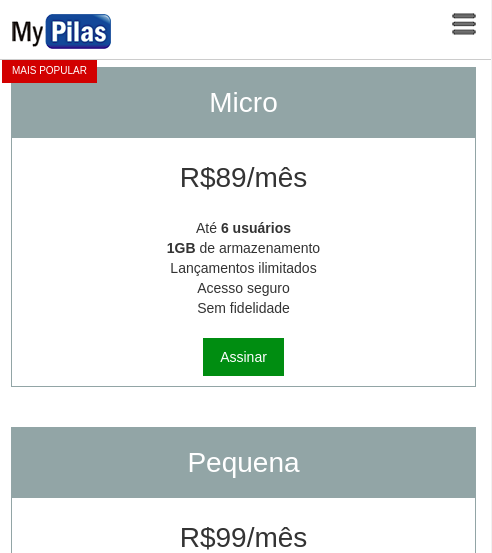 My Pilas
MAIS POPULAR
Micro
R$89/mês
Até 6 usuários
1GB de armazenamento
Lançamentos ilimitados
Acesso seguro
Sem fidelidade
Assinar
Pequena
R$99/mês